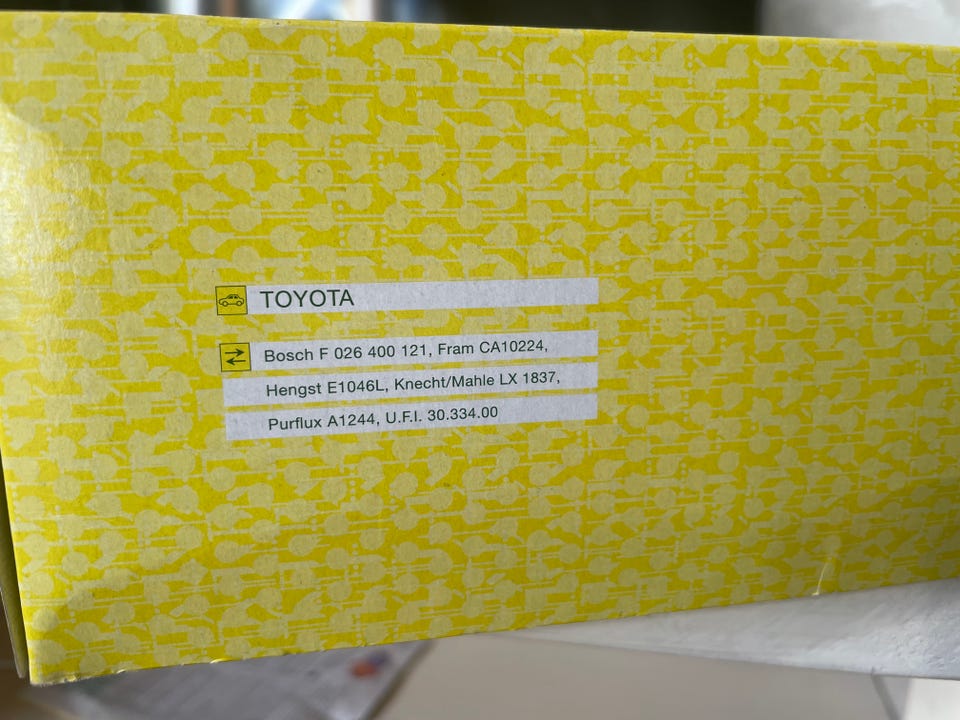 TOYOTA
Bosch F 026 400 121, Fram CA10224,
Hengst E1046L, Knecht/Mahle LX 1837,
Purflux A1244, U.F.I. 30.334.00